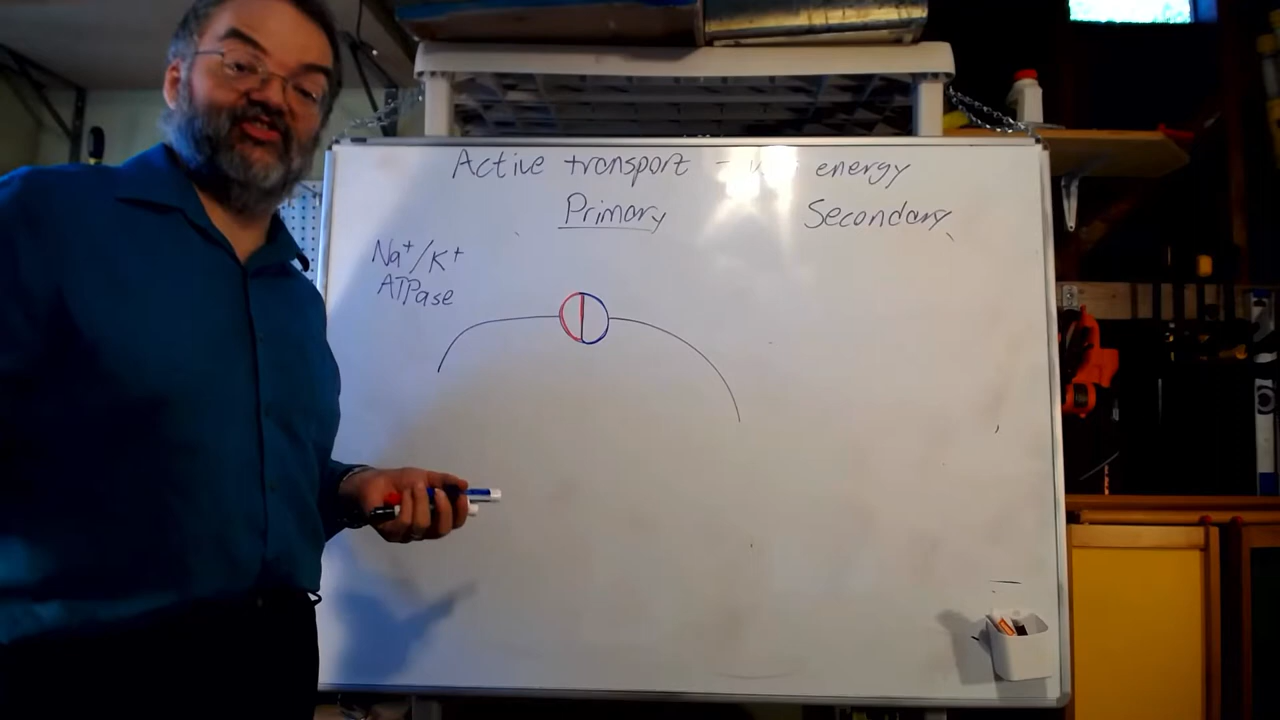 Active transport - energy
Primary Secondary
Na⁺/K⁺
ATPase